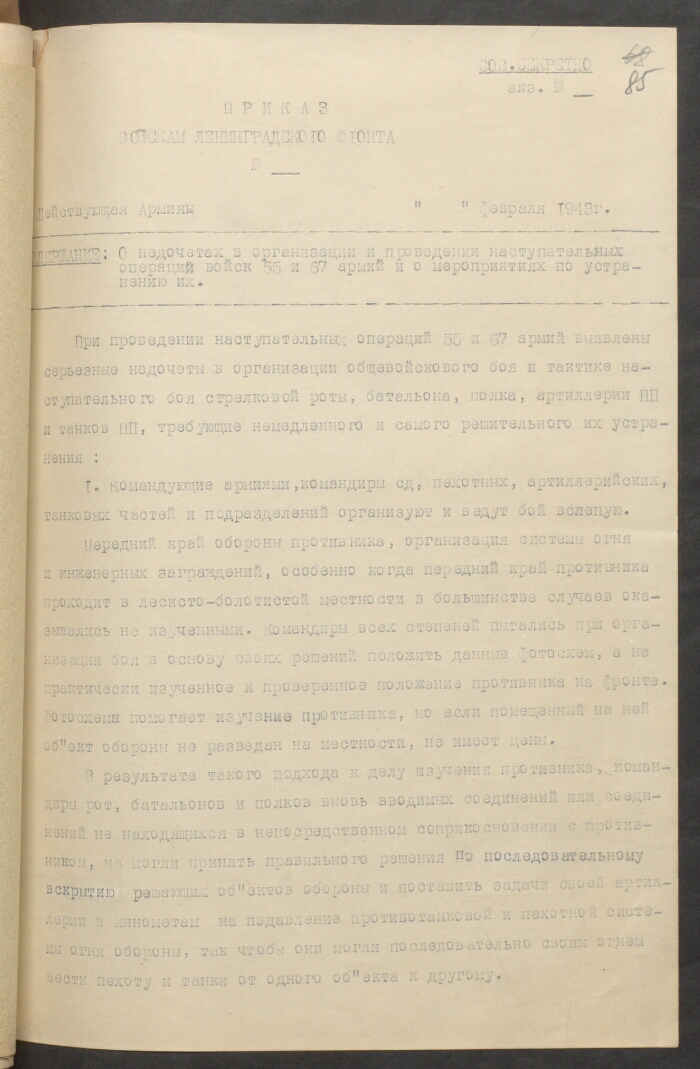 СОВ.СЕКРЕТНО
68
экз. № __
85
ПРИКАЗ
ВОЙСКАМ ЛЕНИНГРАДСКОГО ФРОНТА
№ ___
Действующая Армияы " " февраля 1943г.
ДЕРЖАНИЕ: О недочетах в организации и проведении наступательных
операций войск 55 и 67 армий и о мероприятиях по устра-
нению их.
При проведении наступательных операций 55 и 67 армий выявлены
серьезные недочеты в организации общевойскового боя и тактике на-
ступательного боя стрелковой роты, батальона, полка, артиллерии ПП
и танков НП, требующие немедленного и самого решительного их устра-
нения :
I. Командующие армиями,командиры сд, пехотных, артиллерийских,
танковых частей и подразделений организуют и ведут бой вслепую.
Передний край обороны противника, организация системы огня
и инженерных заграждений, особенно когда передний край противника
проходит в лесисто-болотистой местности в большинстве случаев ока-
зывались не изученными. Командиры всех степеней пытались при орга-
низации боя в основу своих решений положить данные фотосхем, а не
практически изученное и проверенное положение противника на фронте.
Фотосхема помогает изучение противника, но если помещенный на ней
об"ект обороны не разведан на местности, не имеет цены.
В результате такого подхода к делу изучения противника, коман-
диры рот, батальонов и полков вновь вводимых соединений или соеди-
нений не находящихся в непосредственном соприкосновении с против-
ником, не могли принять правильного решения по последовательному
вскрытию решающих об"ектов обороны и поставить задачи своей артил-
лерии и минометам на подавление противотанковой и пехотной систе-
мы огня обороны, так чтобы они могли последовательно своим огнем
вести пехоту и танки от одного об"екта к другому.